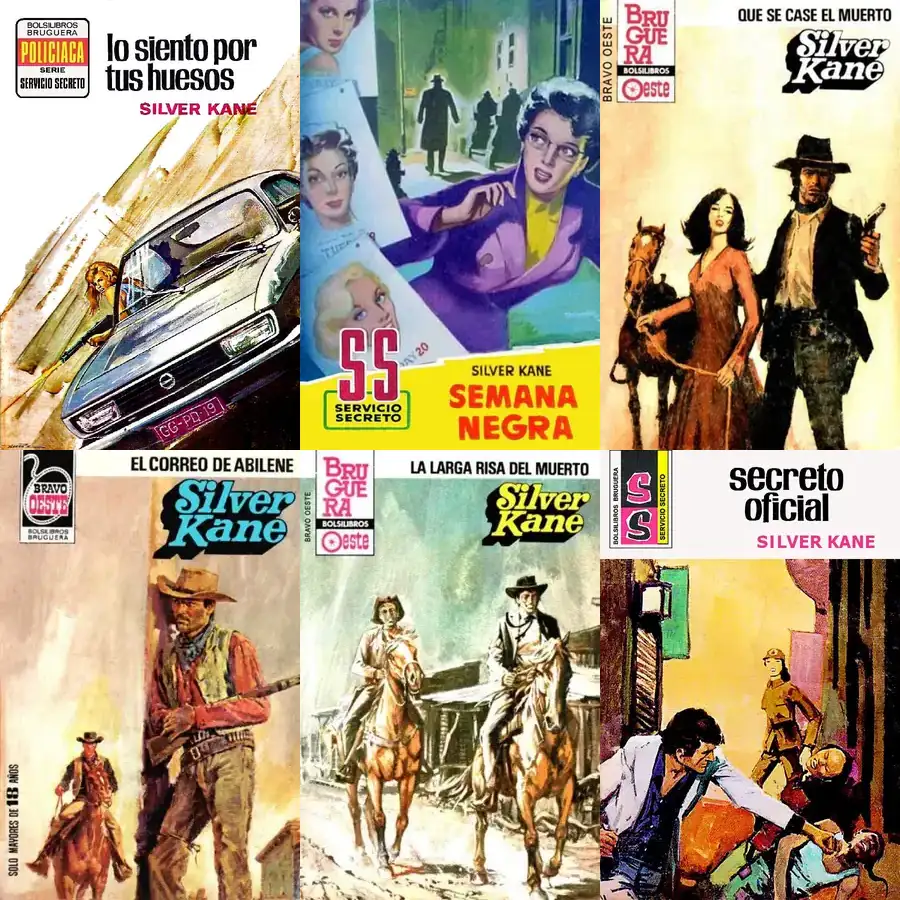 BOLSILIBROS
BRUGUERA
POLICIACA
SERIE
SERVICIO SECRETO
lo siento por
tus huesos
SILVER KANE
GG-PD-19
SS
SERVICIO
SECRETO
SILVER KANE
SEMANA
NEGRA
20
BRAVO OESTE
BRU
GUE
RA
BOLSILIBROS
Oeste
QUE SE CASE EL MUERTO
Silver
Kane
BRAVO
OESTE
BOLSILIBROS
BRUGUERA
EL CORREO DE ABILENE
Silver
Kane
SOLO MAYORES DE 18 AÑOS
BRAVO OESTE
BRU
GUE
RA
BOLSILIBROS
Oeste
LA LARGA RISA DEL MUERTO
Silver
Kane
BOLSILIBROS BRUGUERA
SS
SERVICIO SECRETO
secreto
oficial
SILVER KANE